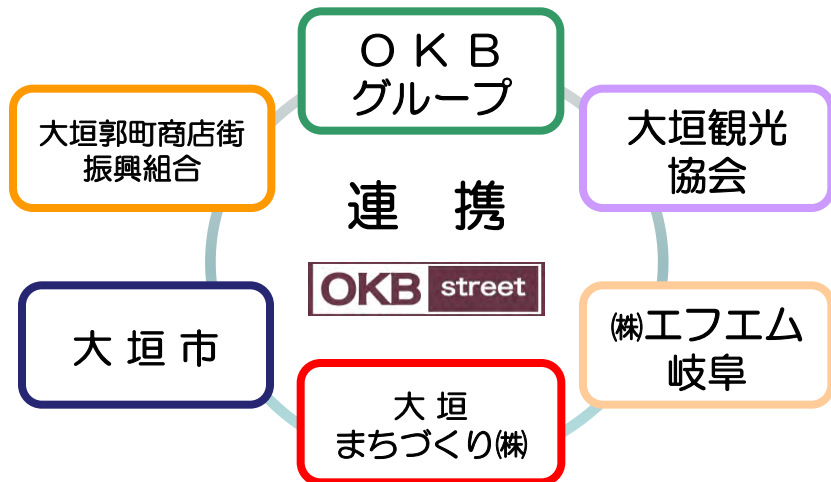 ＯＫＢ
グループ
大垣郭町商店街
振興組合
大垣観光
協会
連　携
OKB street
大 垣 市
㈱エフエム
岐阜
大 垣
まちづくり㈱